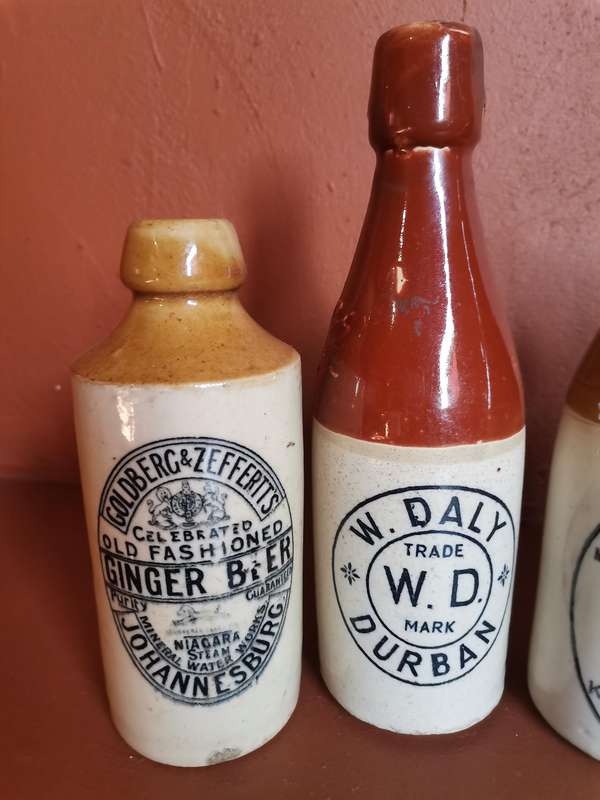 GOLDBERG & ZEFFERTT'S
CELEBRATED
OLD FASHIONED
GINGER BEER
Purity GUARANTEED
NIAGARA
STEAM
MINERAL WATER WORKS
JOHANNESBURG
W. DALY
TRADE
W. D.
MARK
DURBAN